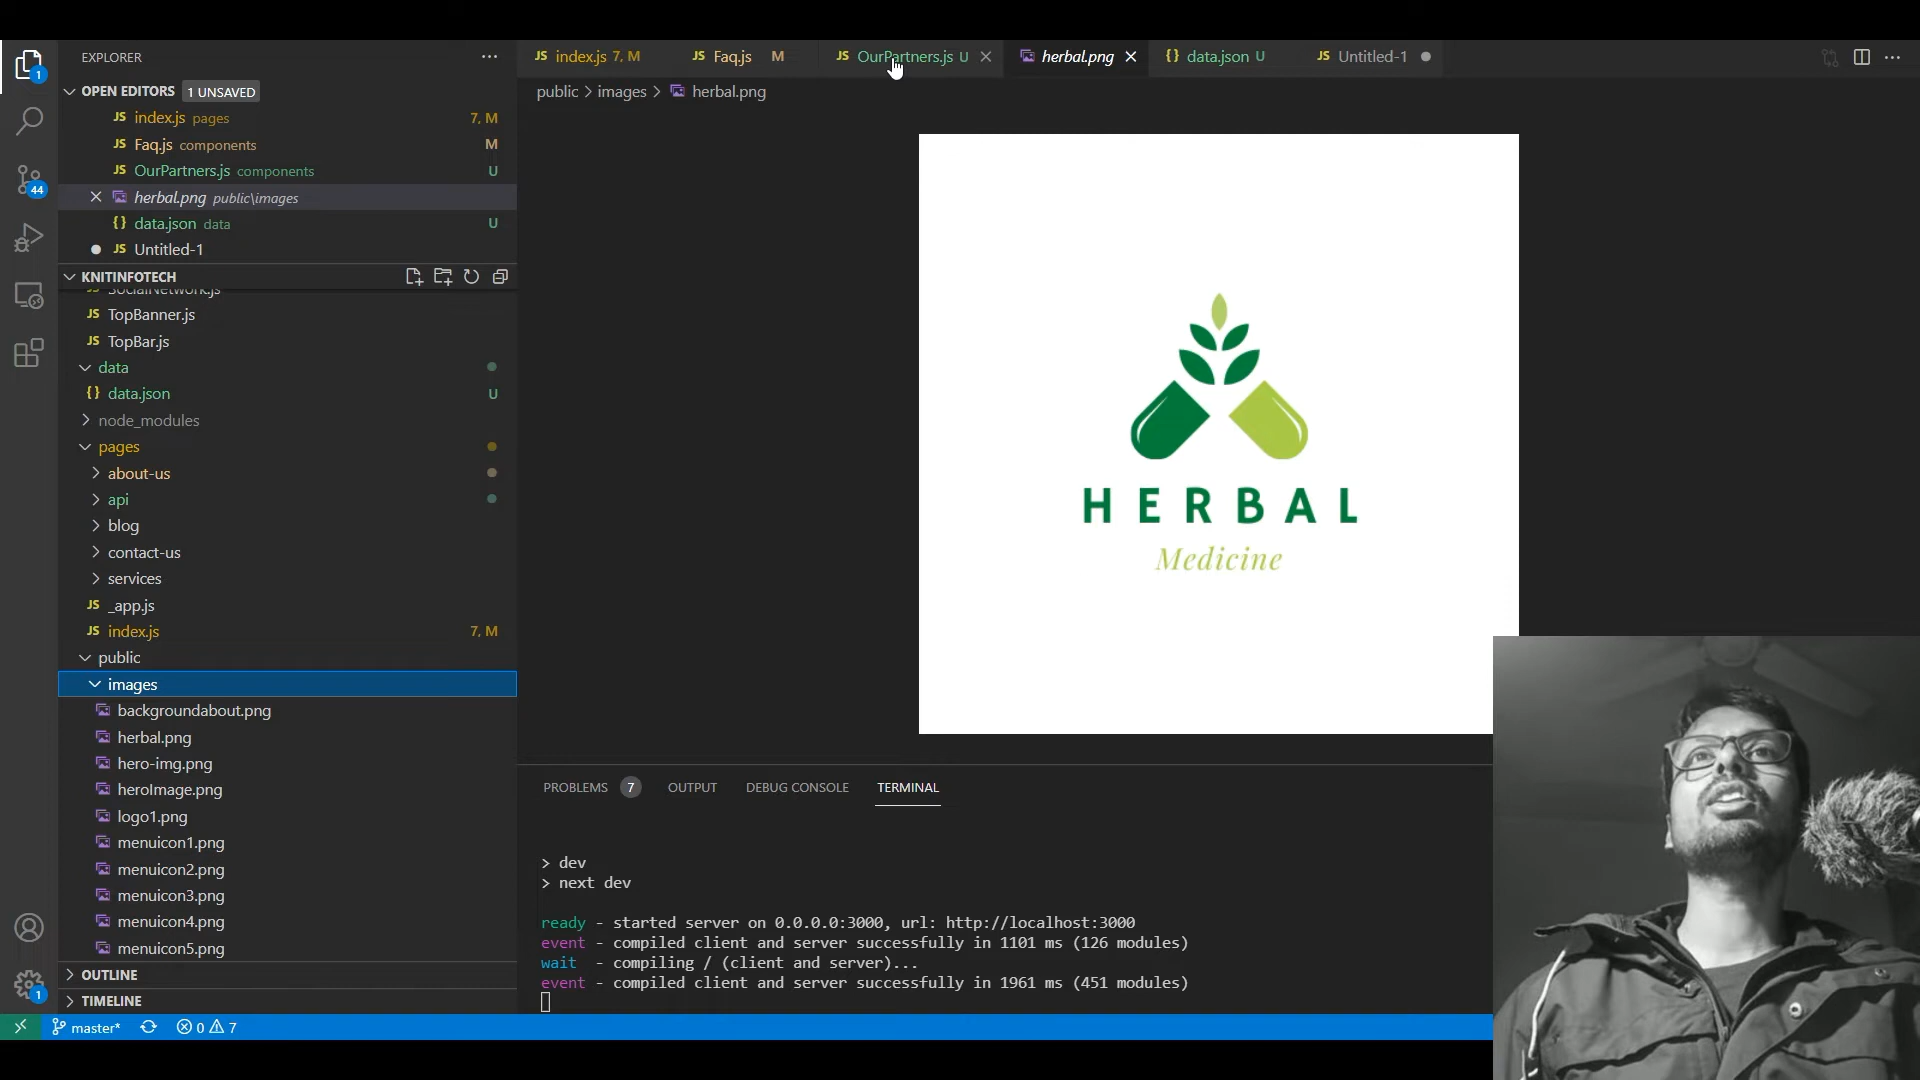 EXPLORER
OPEN EDITORS 1 UNSAVED
index.js pages 7, M
Faq.js components M
OurPartners.js components U
herbal.png public\images
data.json data U
Untitled-1
KNITINFOTECH
SocialNetwork.js
TopBanner.js
TopBar.js
data
data.json U
node_modules
pages
about-us
api
blog
contact-us
services
_app.js
index.js 7, M
public
images
backgroundabout.png
herbal.png
hero-img.png
heroImage.png
logo1.png
menuicon1.png
menuicon2.png
menuicon3.png
menuicon4.png
menuicon5.png
OUTLINE
TIMELINE
1
44
1
JS index.js 7, M JS Faq.js M JS OurPartners.js U herbal.png {} data.json U JS Untitled-1
public > images > herbal.png
HERBAL
Medicine
PROBLEMS 7 OUTPUT DEBUG CONSOLE TERMINAL
> dev
> next dev
ready - started server on 0.0.0.0:3000, url: http://localhost:3000
event - compiled client and server successfully in 1101 ms (126 modules)
wait - compiling / (client and server)...
event - compiled client and server successfully in 1961 ms (451 modules)
master* 0 7